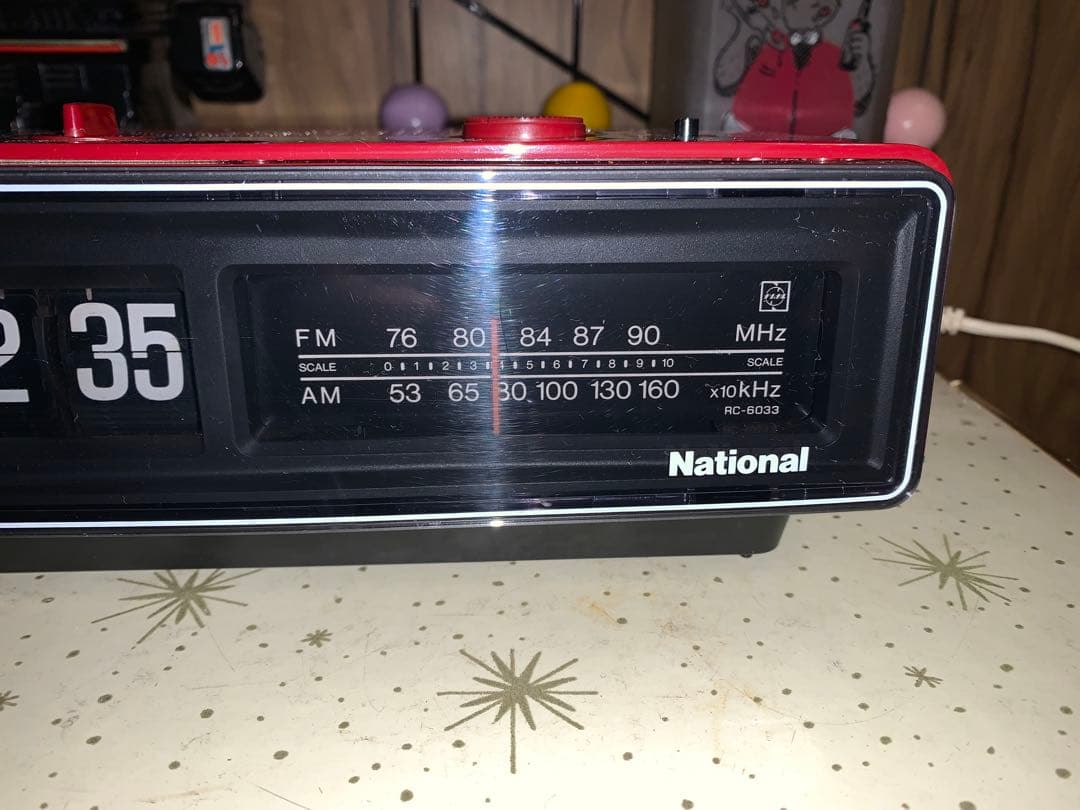 2 35
FM 76 80 84 87 90 MHz
SCALE 0 1 2 3 5 6 7 8 9 10 SCALE
AM 53 65 80 100 130 160 x10kHz
RC-6033
National